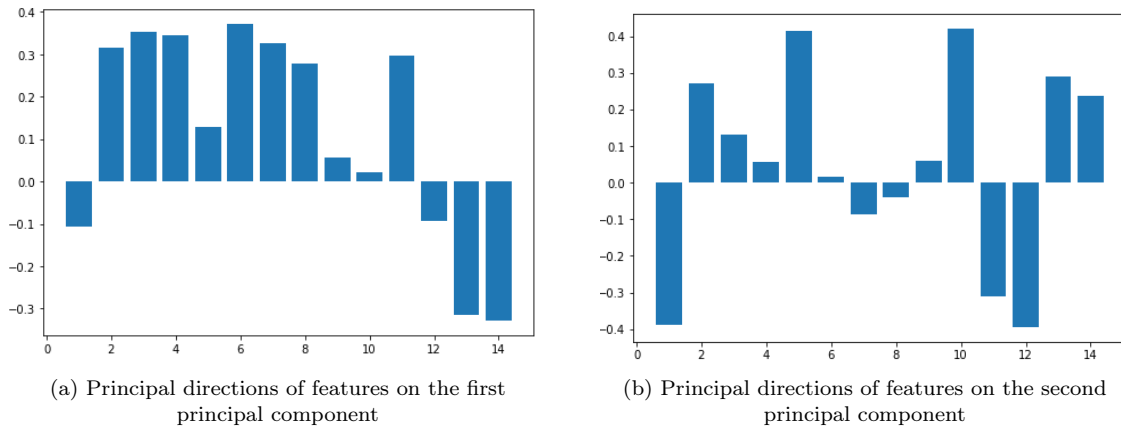 0.4
0.3
0.2
0.1
0.0
−0.1
−0.2
−0.3
0 2 4 6 8 10 12 14
(a) Principal directions of features on the first
principal component
0.4
0.3
0.2
0.1
0.0
−0.1
−0.2
−0.3
−0.4
0 2 4 6 8 10 12 14
(b) Principal directions of features on the second
principal component